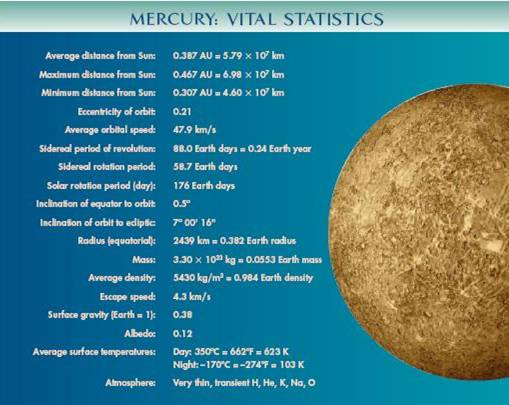 MERCURY: VITAL STATISTICS
Average distance from Sun: 0.387 AU = 5.79 × 10⁷ km
Maximum distance from Sun: 0.467 AU = 6.98 × 10⁷ km
Minimum distance from Sun: 0.307 AU = 4.60 × 10⁷ km
Eccentricity of orbit: 0.21
Average orbital speed: 47.9 km/s
Sidereal period of revolution: 88.0 Earth days = 0.24 Earth year
Sidereal rotation period: 58.7 Earth days
Solar rotation period (day): 176 Earth days
Inclination of equator to orbit: 0.5°
Inclination of orbit to ecliptic: 7° 00' 16"
Radius (equatorial): 2439 km = 0.382 Earth radius
Mass: 3.30 × 10²³ kg = 0.0553 Earth mass
Average density: 5430 kg/m³ = 0.984 Earth density
Escape speed: 4.3 km/s
Surface gravity (Earth = 1): 0.38
Albedo: 0.12
Average surface temperatures: Day: 350°C = 662°F = 623 K
Night: –170°C = –274°F = 103 K
Atmosphere: Very thin, transient H, He, K, Na, O